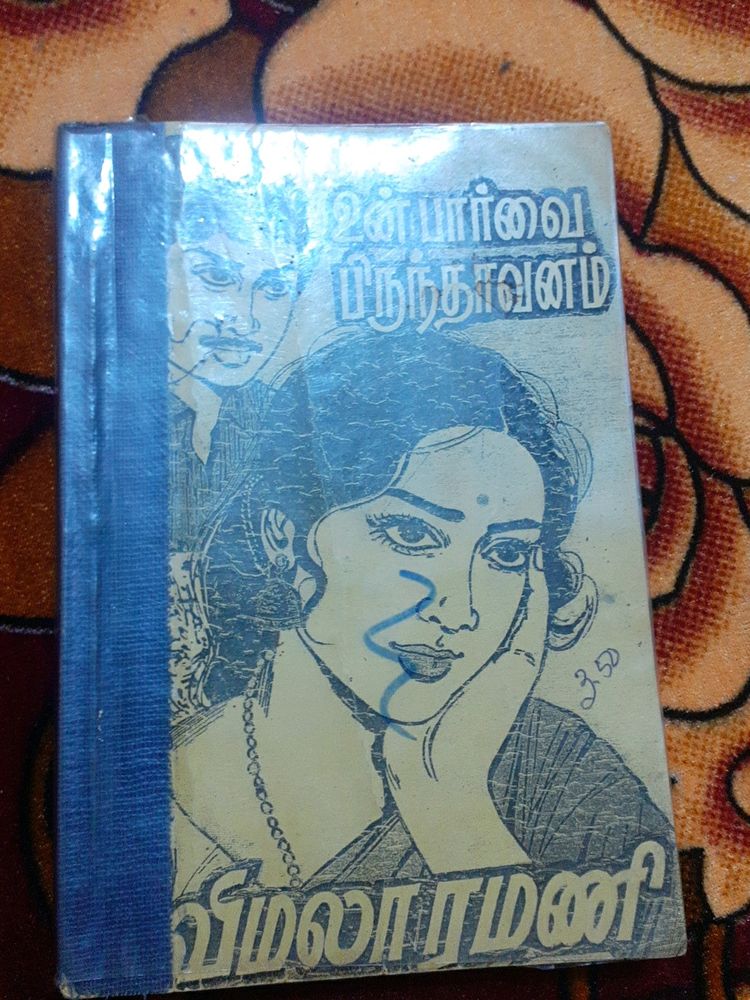 உன் பார்வை
பிருந்தாவனம்
3.50
விமலா ரமணி